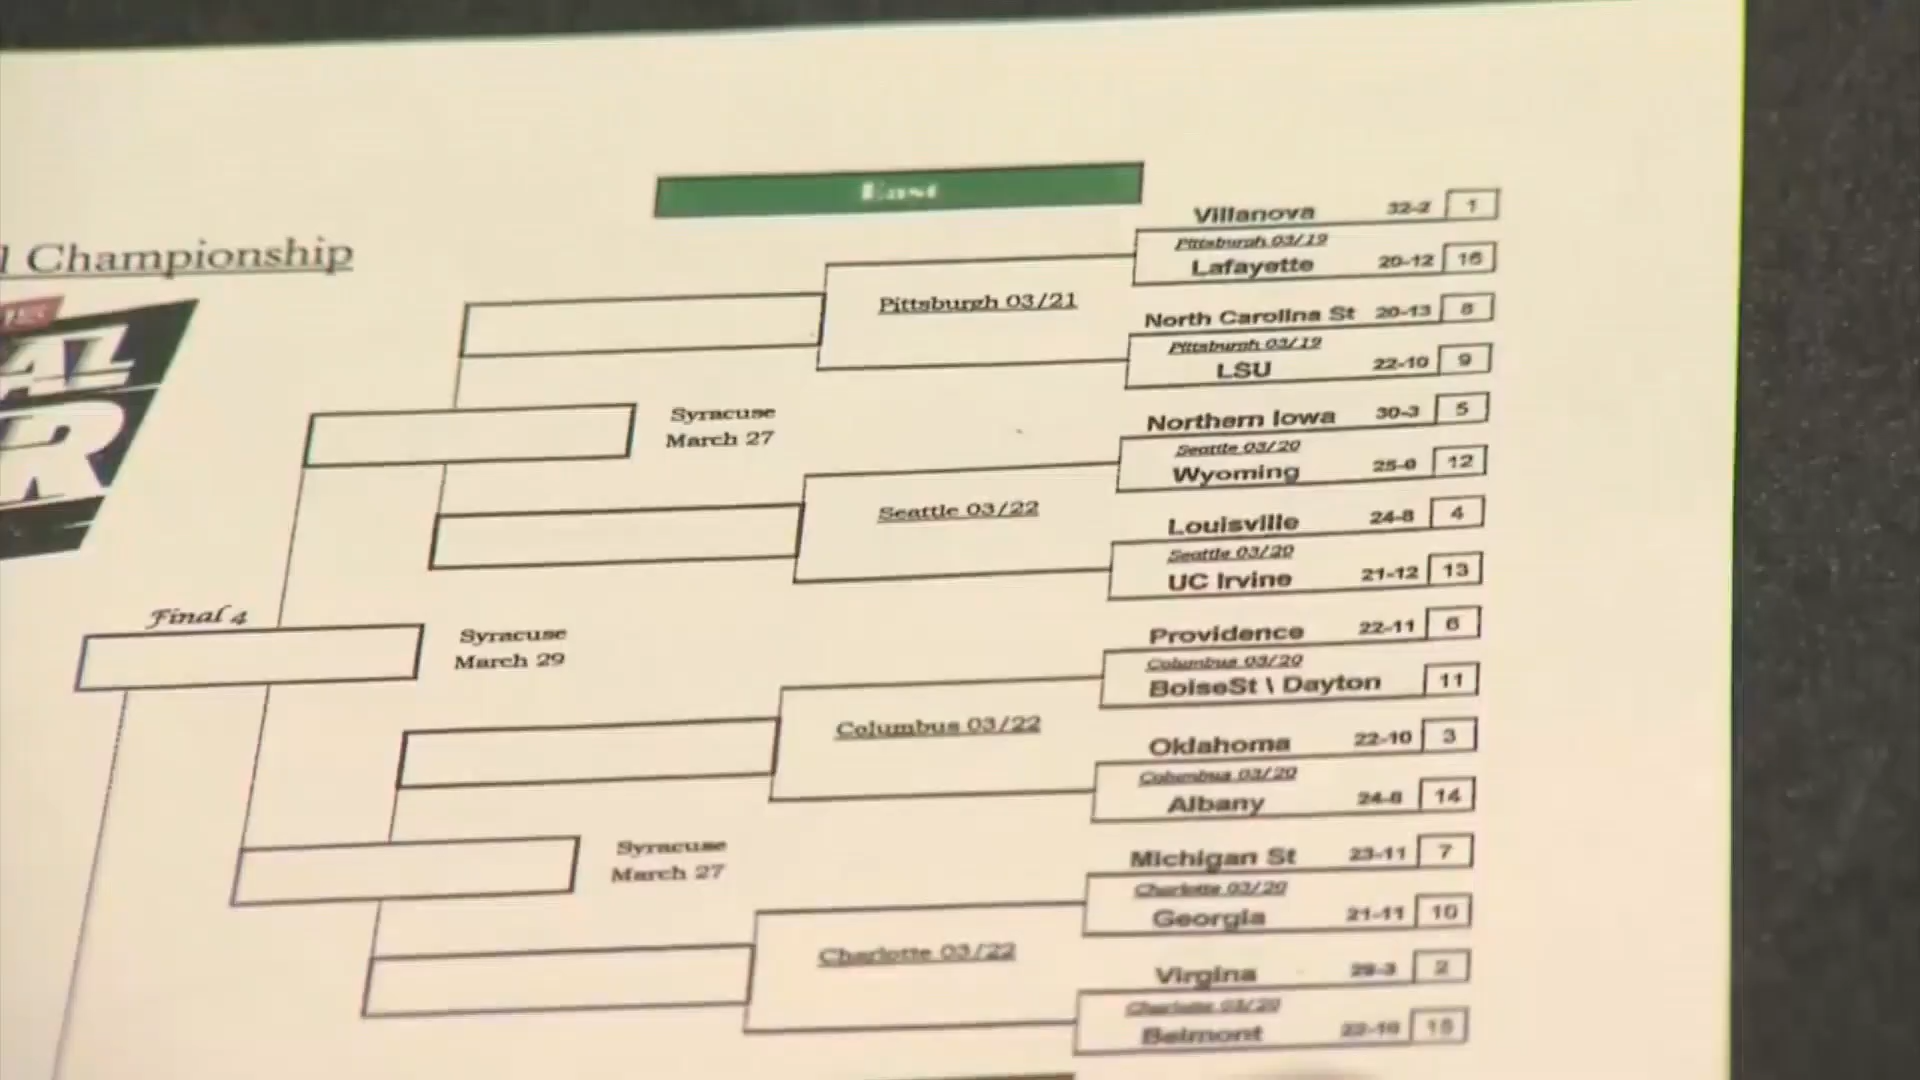 East
l Championship
Villanova 32-2 1
Pittsburgh 03/19
Lafayette 20-12 16
Pittsburgh 03/21
North Carolina St 20-13 8
Pittsburgh 03/19
LSU 22-10 9
Syracuse
March 27
Northern Iowa 30-3 5
Seattle 03/20
Wyoming 25-9 12
Seattle 03/22
Louisville 24-8 4
Seattle 03/20
UC Irvine 21-12 13
Final 4
Syracuse
March 29
Providence 22-11 6
Columbus 03/20
BoiseSt \ Dayton 11
Columbus 03/22
Oklahoma 22-10 3
Columbus 03/20
Albany 24-8 14
Syracuse
March 27
Michigan St 23-11 7
Charlotte 03/20
Georgia 21-11 10
Charlotte 03/22
Virgina 29-3 2
Charlotte 03/20
Belmont 22-10 15